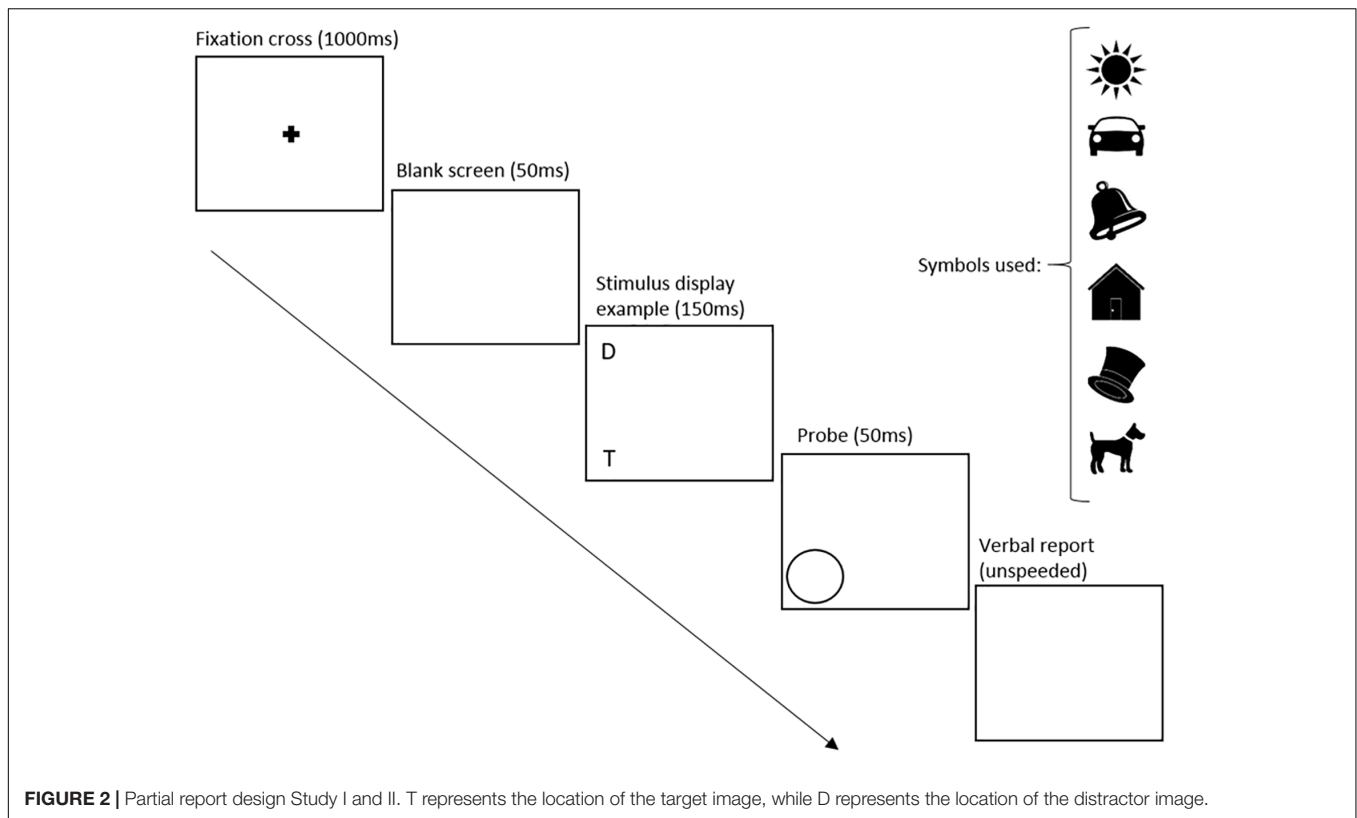 Fixation cross (1000ms)
Blank screen (50ms)
Stimulus display
example (150ms)
D
T
Probe (50ms)
Verbal report
(unspeeded)
Symbols used:
FIGURE 2 | Partial report design Study I and II. T represents the location of the target image, while D represents the location of the distractor image.